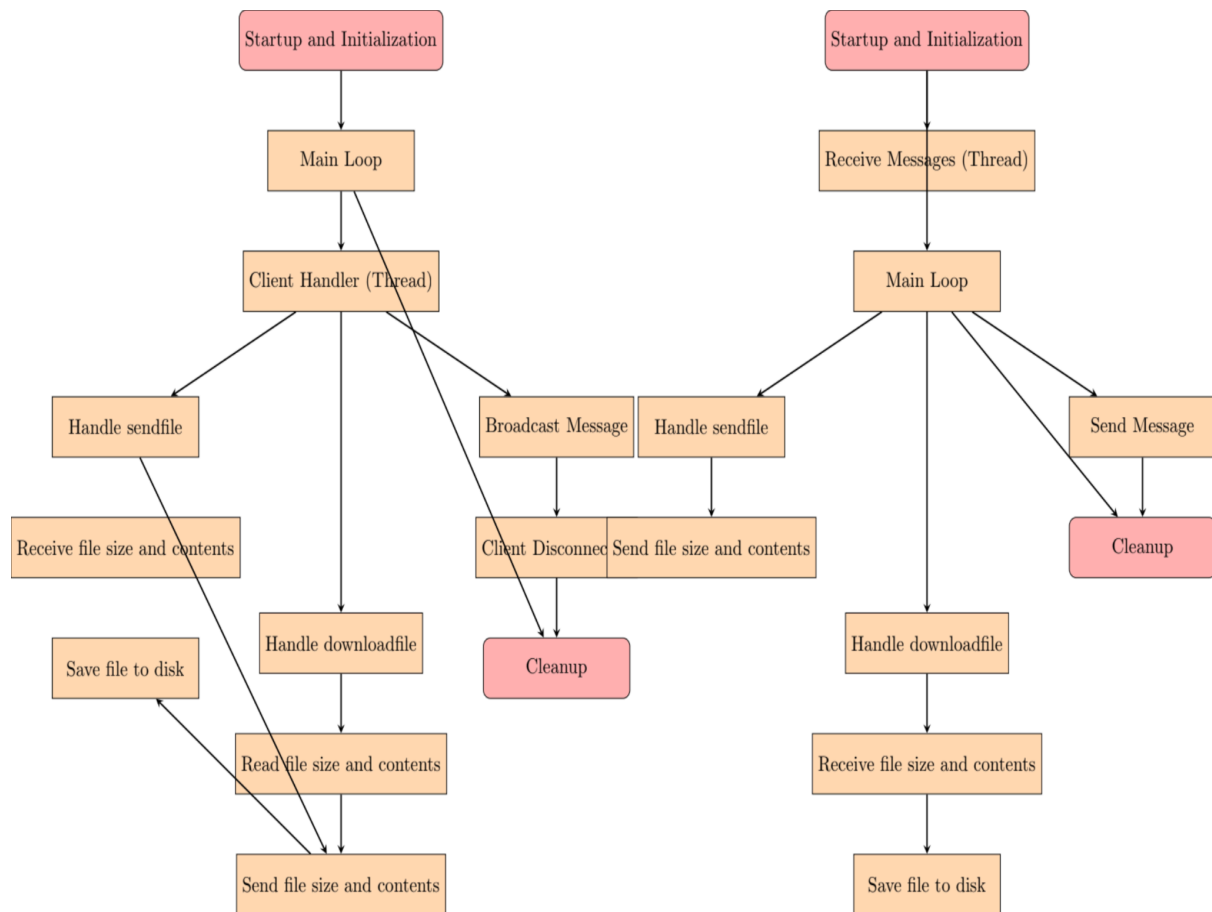 Startup and Initialization
Main Loop
Client Handler (Thread)
Handle sendfile
Broadcast Message
Receive file size and contents
Client Disconnec
Save file to disk
Handle downloadfile
Cleanup
Read file size and contents
Send file size and contents
Startup and Initialization
Receive Messages (Thread)
Main Loop
Handle sendfile
Send Message
Send file size and contents
Cleanup
Handle downloadfile
Receive file size and contents
Save file to disk